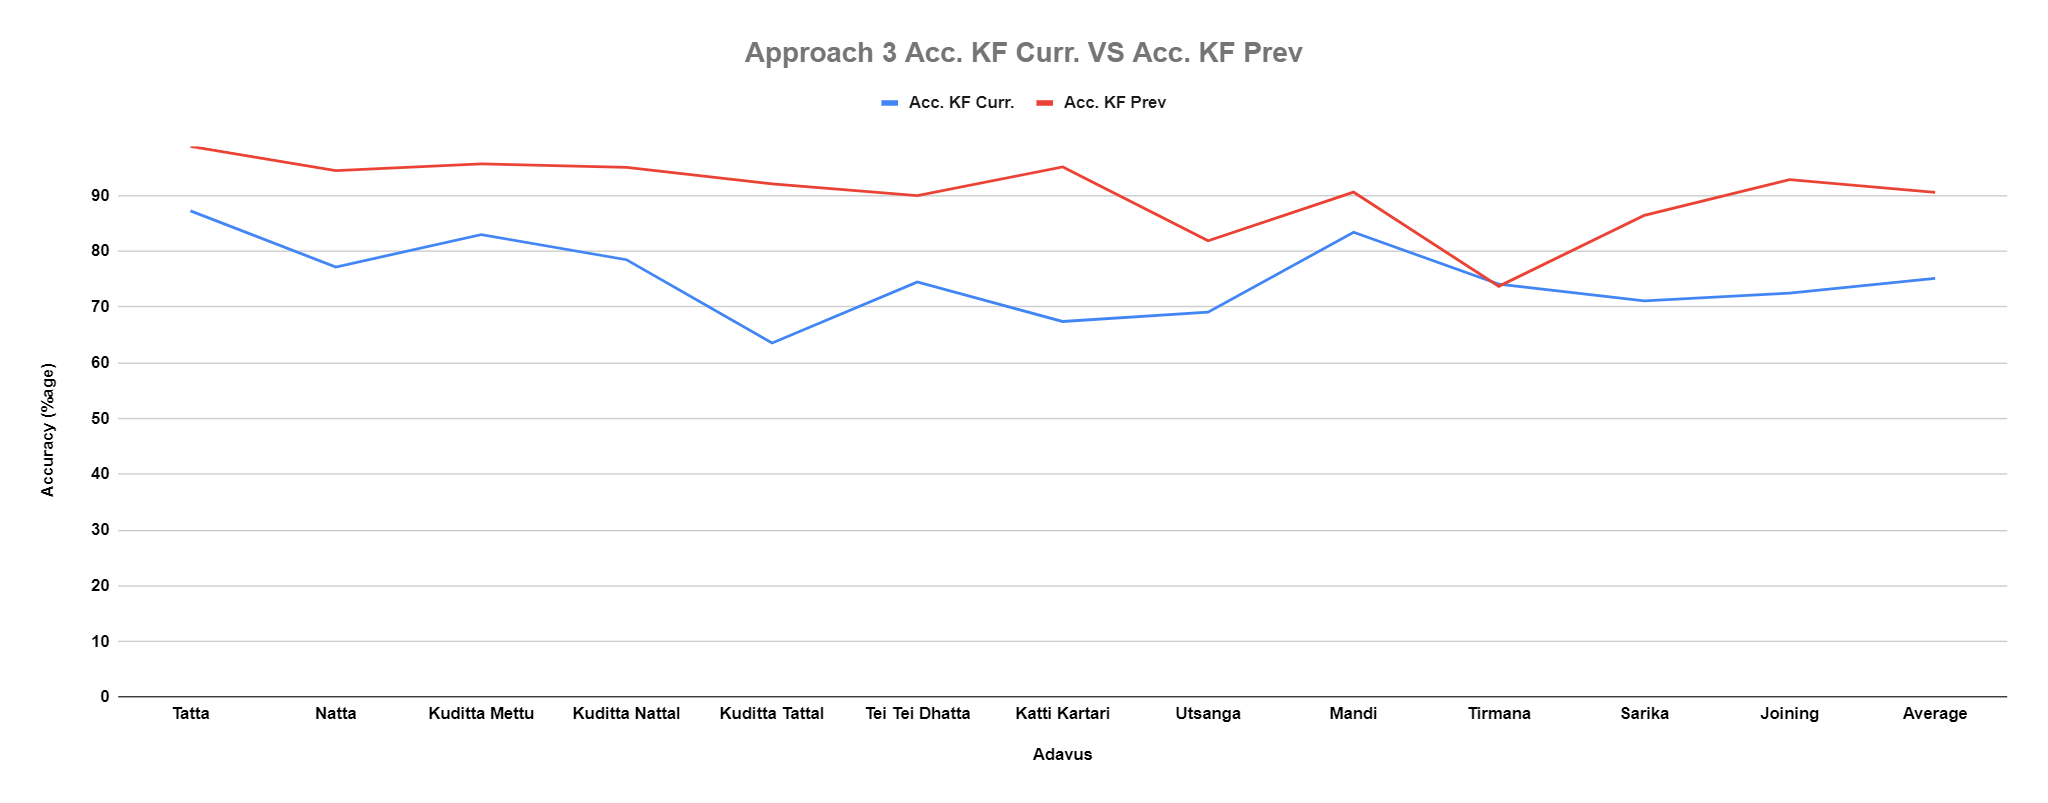 Approach 3 Acc. KF Curr. VS Acc. KF Prev
Acc. KF Curr. Acc. KF Prev
Accuracy (%age)
90
80
70
60
50
40
30
20
10
0
Tatta Natta Kuditta Mettu Kuditta Nattal Kuditta Tattal Tei Tei Dhatta Katti Kartari Utsanga Mandi Tirmana Sarika Joining Average
Adavus